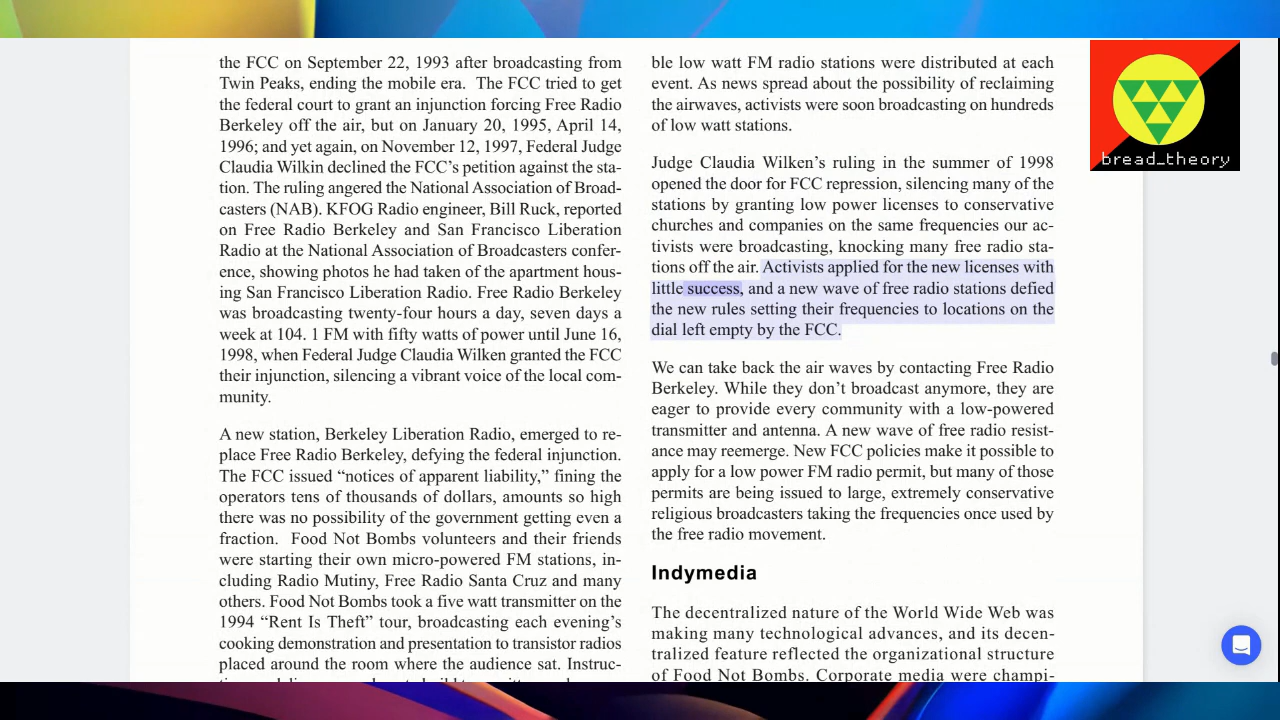 the FCC on September 22, 1993 after broadcasting from
Twin Peaks, ending the mobile era.  The FCC tried to get
the federal court to grant an injunction forcing Free Radio
Berkeley off the air, but on January 20, 1995, April 14,
1996; and yet again, on November 12, 1997, Federal Judge
Claudia Wilkin declined the FCC's petition against the sta-
tion. The ruling angered the National Association of Broad-
casters (NAB). KFOG Radio engineer, Bill Ruck, reported
on Free Radio Berkeley and San Francisco Liberation
Radio at the National Association of Broadcasters confer-
ence, showing photos he had taken of the apartment hous-
ing San Francisco Liberation Radio. Free Radio Berkeley
was broadcasting twenty-four hours a day, seven days a
week at 104. 1 FM with fifty watts of power until June 16,
1998, when Federal Judge Claudia Wilken granted the FCC
their injunction, silencing a vibrant voice of the local com-
munity.
A new station, Berkeley Liberation Radio, emerged to re-
place Free Radio Berkeley, defying the federal injunction.
The FCC issued “notices of apparent liability,” fining the
operators tens of thousands of dollars, amounts so high
there was no possibility of the government getting even a
fraction.  Food Not Bombs volunteers and their friends
were starting their own micro-powered FM stations, in-
cluding Radio Mutiny, Free Radio Santa Cruz and many
others. Food Not Bombs took a five watt transmitter on the
1994 “Rent Is Theft” tour, broadcasting each evening's
cooking demonstration and presentation to transistor radios
placed around the room where the audience sat. Instruc-
ble low watt FM radio stations were distributed at each
event. As news spread about the possibility of reclaiming
the airwaves, activists were soon broadcasting on hundreds
of low watt stations.
Judge Claudia Wilken's ruling in the summer of 1998
opened the door for FCC repression, silencing many of the
stations by granting low power licenses to conservative
churches and companies on the same frequencies our ac-
tivists were broadcasting, knocking many free radio sta-
tions off the air. Activists applied for the new licenses with
little success, and a new wave of free radio stations defied
the new rules setting their frequencies to locations on the
dial left empty by the FCC.
We can take back the air waves by contacting Free Radio
Berkeley. While they don't broadcast anymore, they are
eager to provide every community with a low-powered
transmitter and antenna. A new wave of free radio resist-
ance may reemerge. New FCC policies make it possible to
apply for a low power FM radio permit, but many of those
permits are being issued to large, extremely conservative
religious broadcasters taking the frequencies once used by
the free radio movement.
Indymedia
The decentralized nature of the World Wide Web was
making many technological advances, and its decen-
tralized feature reflected the organizational structure
of Food Not Bombs. Corporate media were champi-
bread_theory